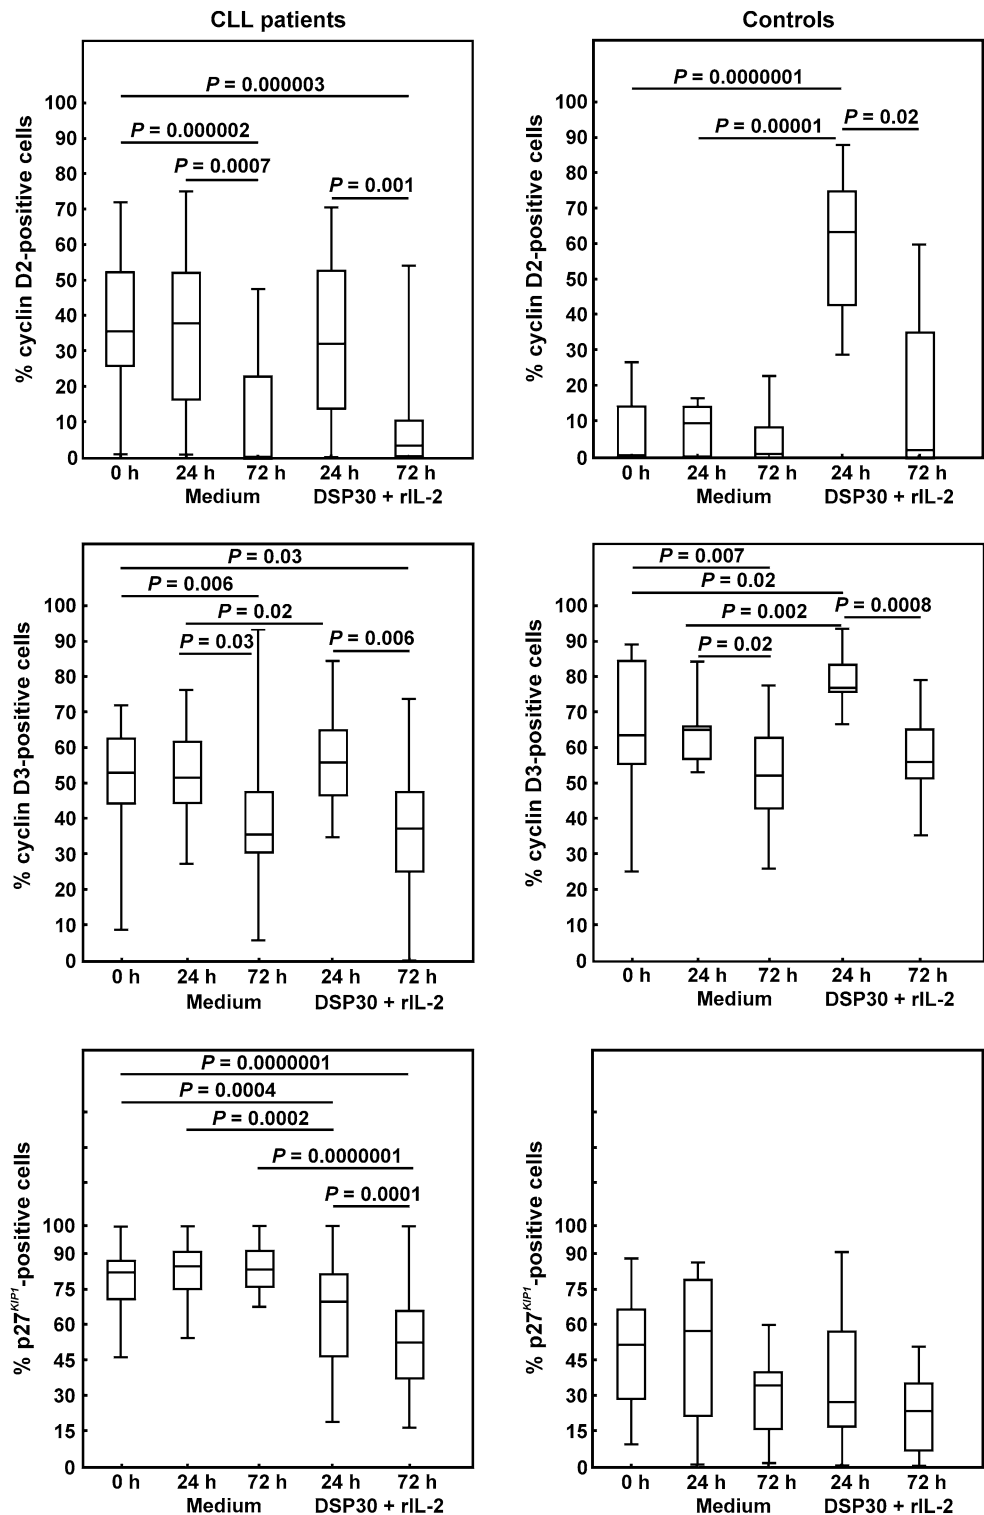 CLL patients
Controls
% cyclin D2-positive cells
100
90
80
70
60
50
40
30
20
10
0
P = 0.000003
P = 0.000002
P = 0.0007
P = 0.001
0 h 24 h 72 h 24 h 72 h
Medium DSP30 + rIL-2
% cyclin D2-positive cells
100
90
80
70
60
50
40
30
20
10
0
P = 0.0000001
P = 0.02
P = 0.00001
0 h 24 h 72 h 24 h 72 h
Medium DSP30 + rIL-2
% cyclin D3-positive cells
100
90
80
70
60
50
40
30
20
10
0
P = 0.03
P = 0.006
P = 0.02
P = 0.03
P = 0.006
0 h 24 h 72 h 24 h 72 h
Medium DSP30 + rIL-2
% cyclin D3-positive cells
100
90
80
70
60
50
40
30
20
10
0
P = 0.007
P = 0.02
P = 0.002
P = 0.0008
P = 0.02
0 h 24 h 72 h 24 h 72 h
Medium DSP30 + rIL-2
% p27KIP1-positive cells
100
90
75
60
45
30
15
0
P = 0.0000001
P = 0.0004
P = 0.0002
P = 0.0000001
P = 0.0001
0 h 24 h 72 h 24 h 72 h
Medium DSP30 + rIL-2
% p27KIP1-positive cells
100
90
75
60
45
30
15
0
0 h 24 h 72 h 24 h 72 h
Medium DSP30 + rIL-2